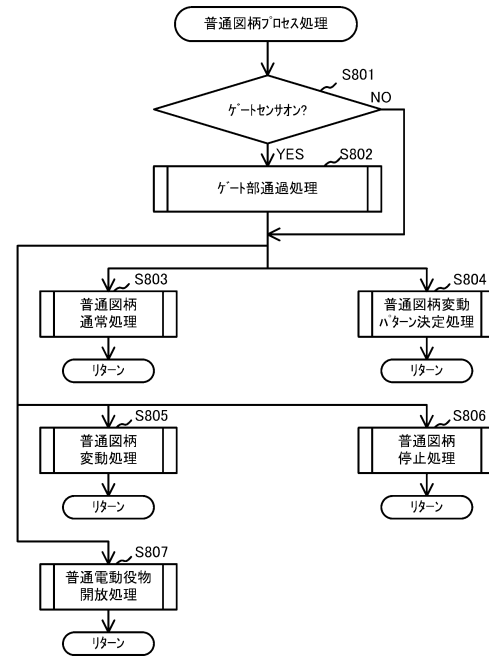 普通図柄プロセス処理
S801
ゲートセンサオン?
NO
YES
S802
ゲート部通過処理
S803
普通図柄
通常処理
リターン
S804
普通図柄変動
パターン決定処理
リターン
S805
普通図柄
変動処理
リターン
S806
普通図柄
停止処理
リターン
S807
普通電動役物
開放処理
リターン